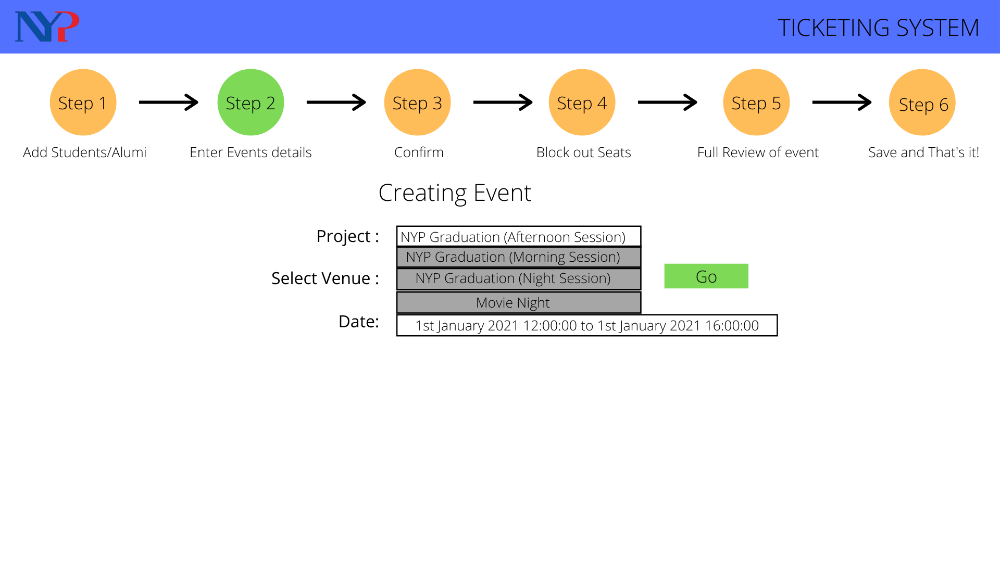 NYP
TICKETING SYSTEM
Step 1
Step 2
Step 3
Step 4
Step 5
Step 6
Add Students/Alumi
Enter Events details
Confirm
Block out Seats
Full Review of event
Save and That's it!
Creating Event
Project :
NYP Graduation (Afternoon Session)
NYP Graduation (Morning Session)
Select Venue :
NYP Graduation (Night Session)
Go
Movie Night
Date:
1st January 2021 12:00:00 to 1st January 2021 16:00:00